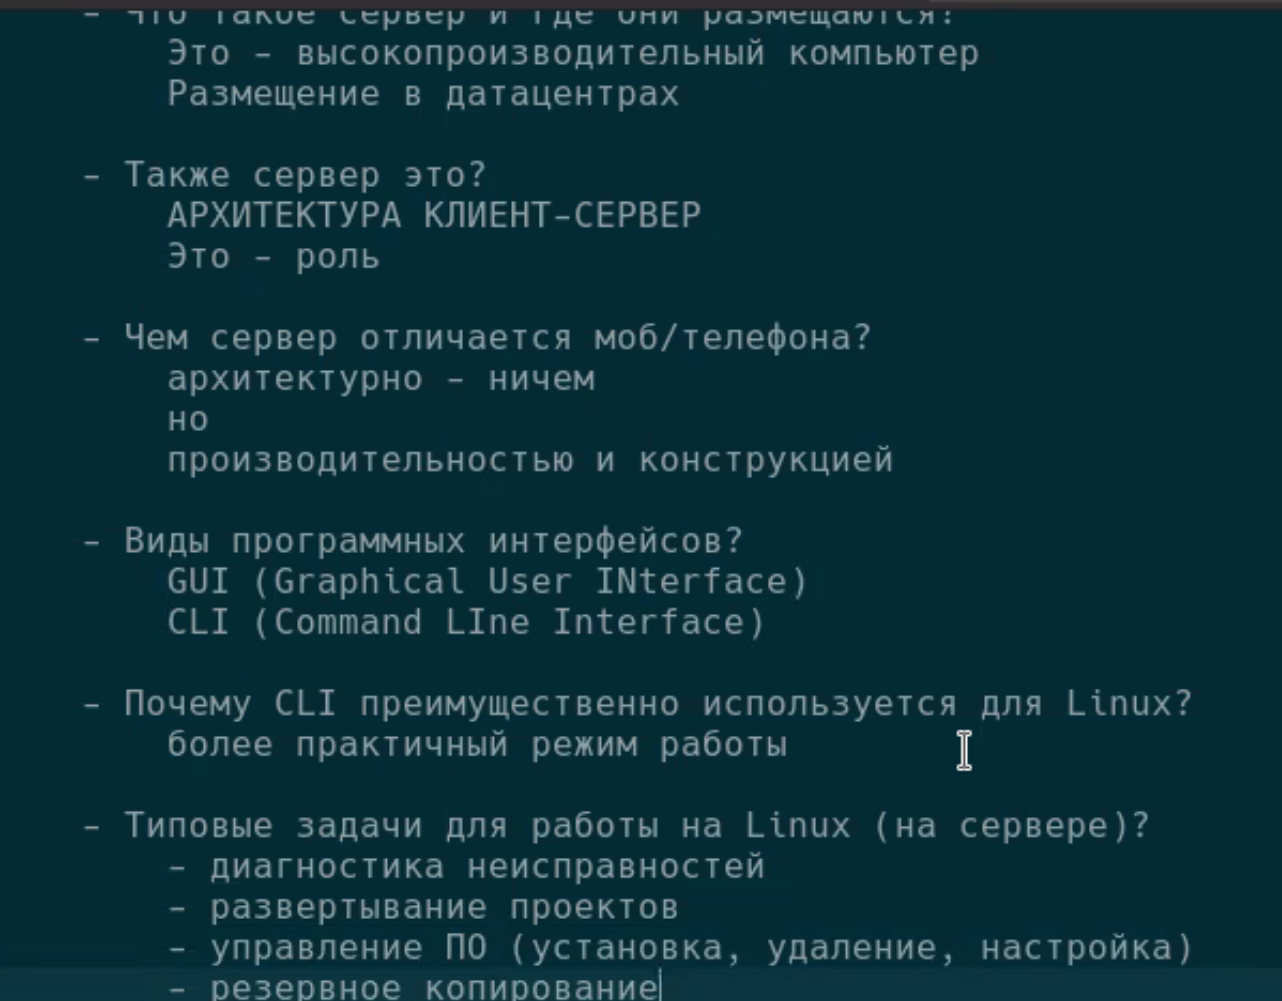 - Что такое сервер и где они размещаются?
Это - высокопроизводительный компьютер
Размещение в датацентрах
- Также сервер это?
АРХИТЕКТУРА КЛИЕНТ-СЕРВЕР
Это - роль
- Чем сервер отличается моб/телефона?
архитектурно - ничем
но
производительностью и конструкцией
- Виды программных интерфейсов?
GUI (Graphical User INterface)
CLI (Command LIne Interface)
- Почему CLI преимущественно используется для Linux?
более практичный режим работы
- Типовые задачи для работы на Linux (на сервере)?
- диагностика неисправностей
- развертывание проектов
- управление ПО (установка, удаление, настройка)
- резервное копирование